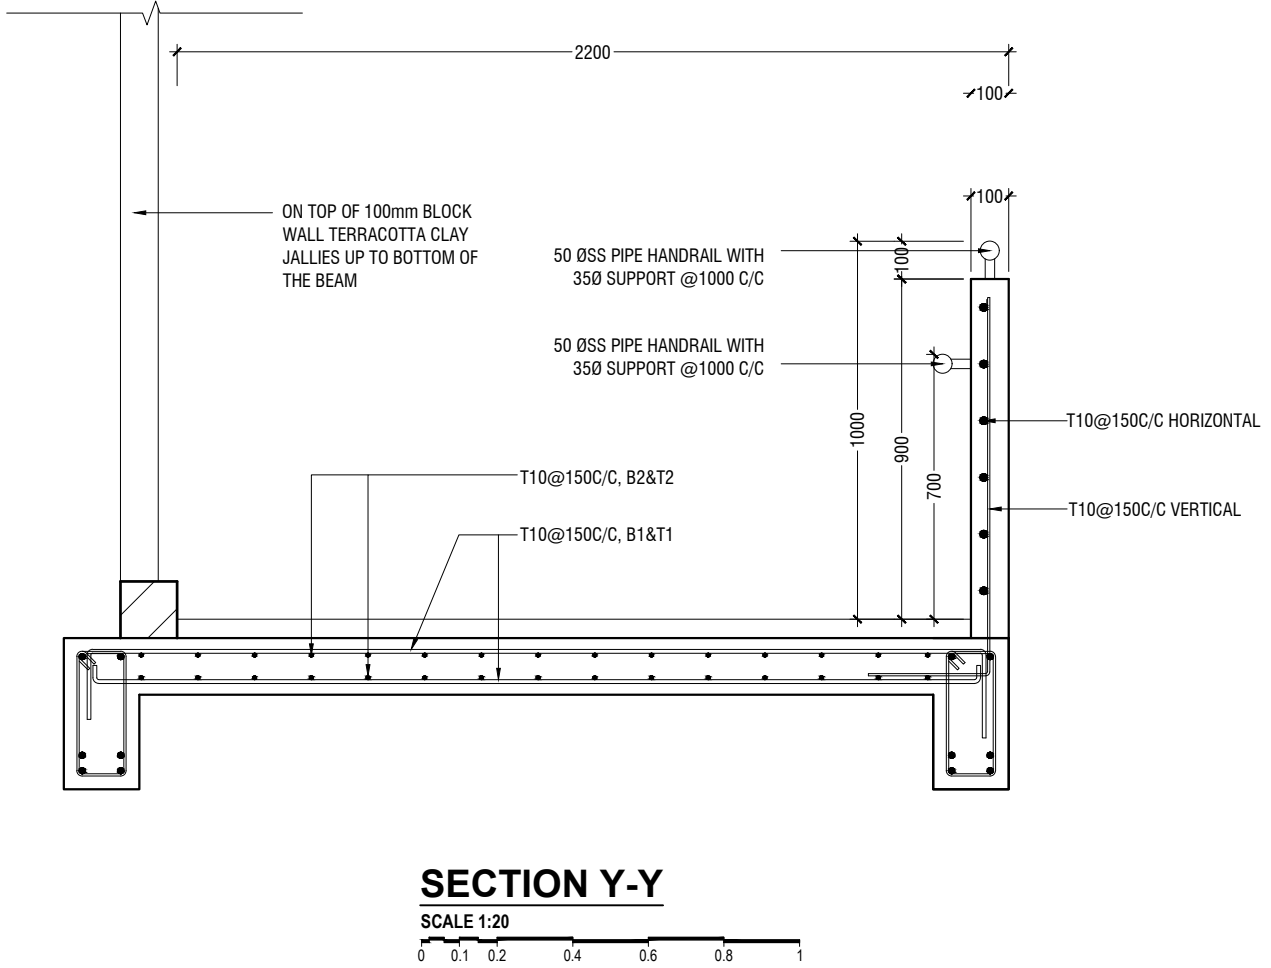 2200
100
100
ON TOP OF 100mm BLOCK
WALL TERRACOTTA CLAY
JALLIES UP TO BOTTOM OF
THE BEAM
50 ØSS PIPE HANDRAIL WITH
35Ø SUPPORT @1000 C/C
100
50 ØSS PIPE HANDRAIL WITH
35Ø SUPPORT @1000 C/C
1000
900
700
T10@150C/C HORIZONTAL
T10@150C/C, B2&T2
T10@150C/C VERTICAL
T10@150C/C, B1&T1
SECTION Y-Y
SCALE 1:20
0 0.1 0.2 0.4 0.6 0.8 1